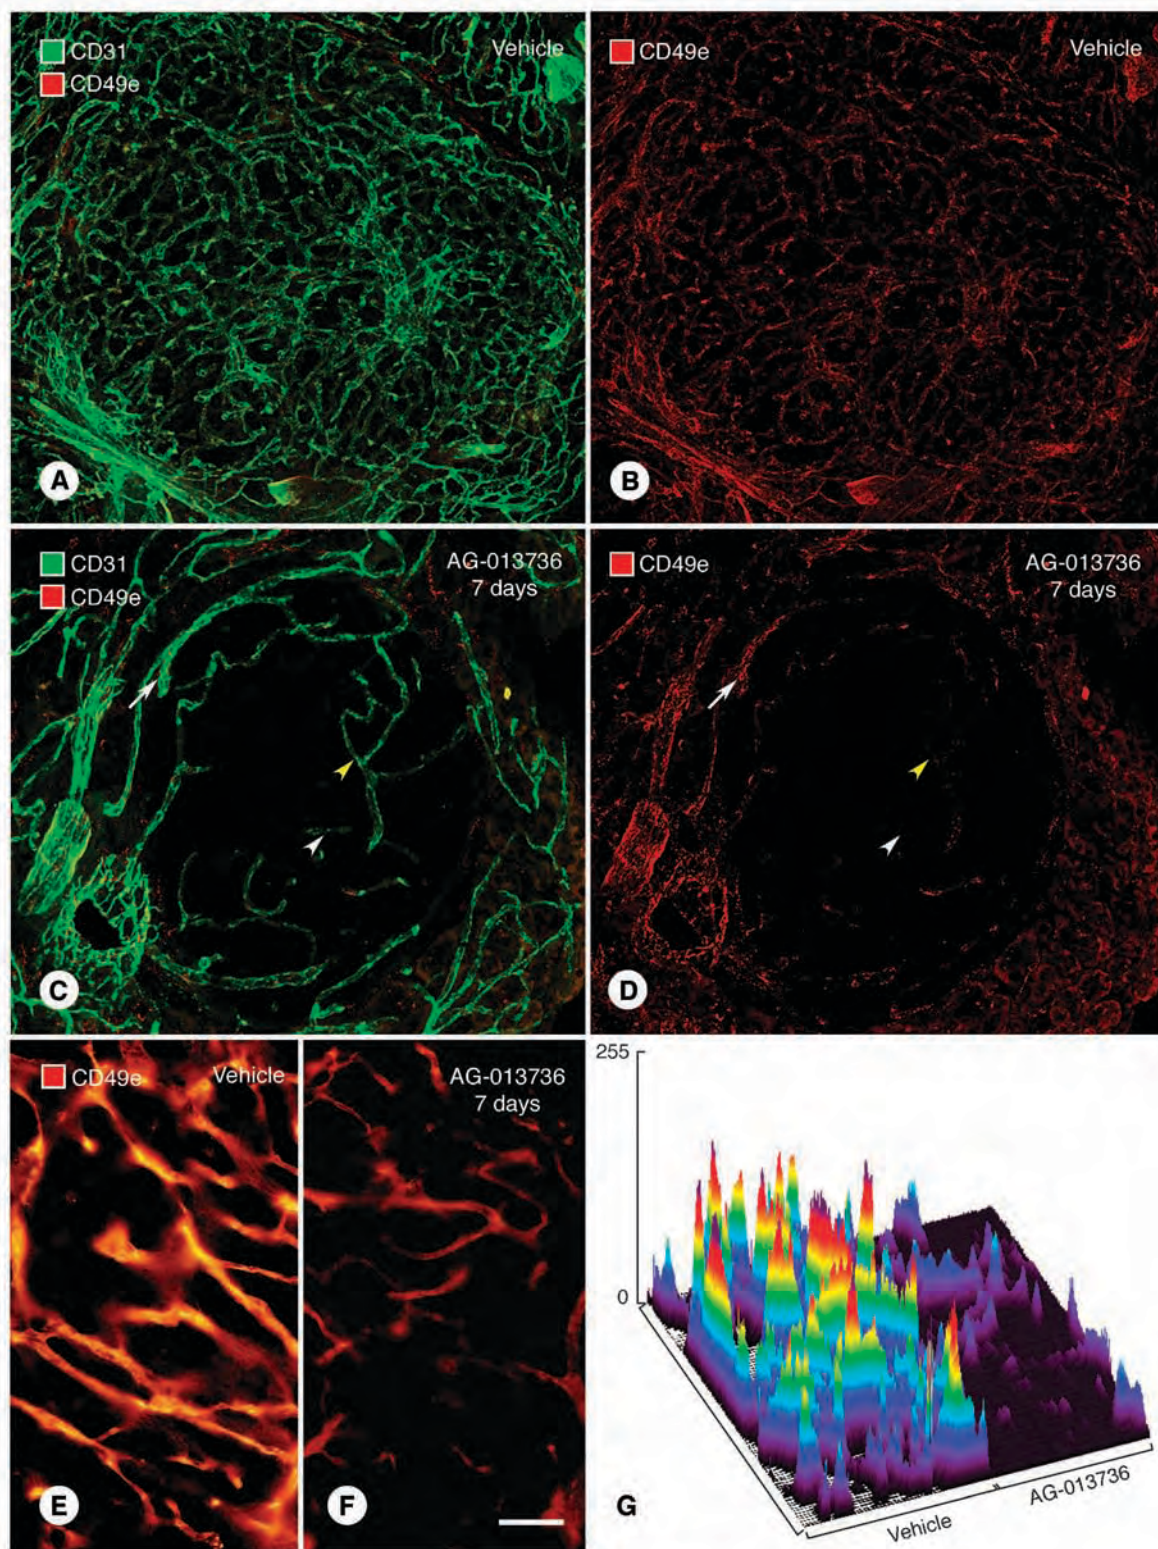 CD31
CD49e
Vehicle
A
CD49e
Vehicle
B
CD31
CD49e
AG-013736
7 days
C
CD49e
AG-013736
7 days
D
CD49e
Vehicle
E
AG-013736
7 days
F
255
0
G
Vehicle
AG-013736